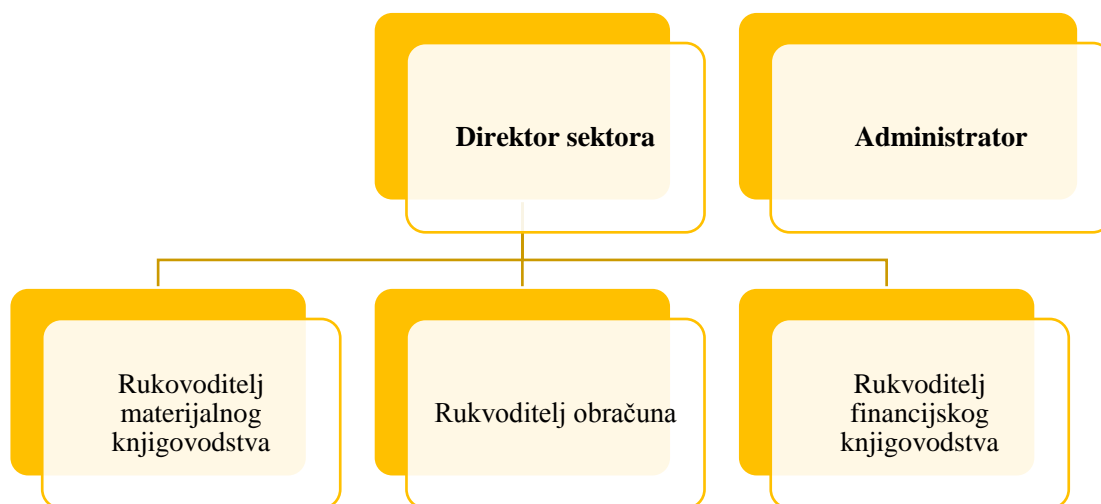 Direktor sektora
Administrator
Rukovoditelj
materijalnog
knjigovodstva
Rukvoditelj obračuna
Rukvoditelj
financijskog
knjigovodstva